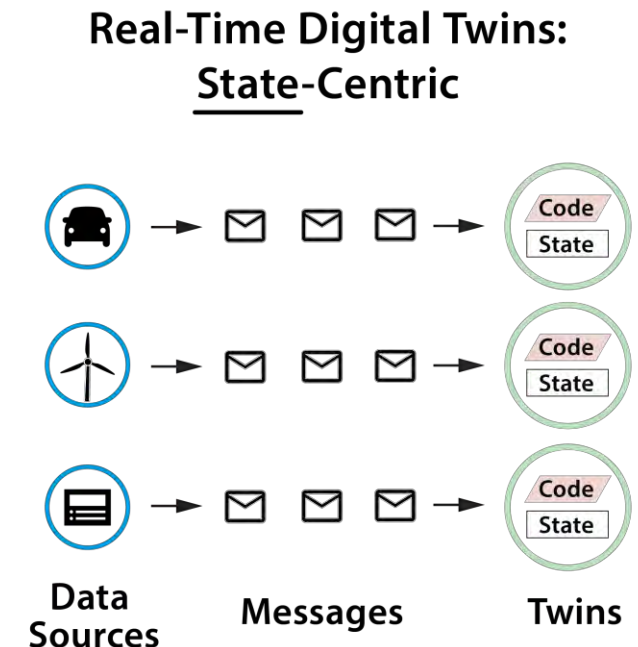 Real-Time Digital Twins:
State-Centric
Code
State
Code
State
Code
State
Data
Sources
Messages
Twins